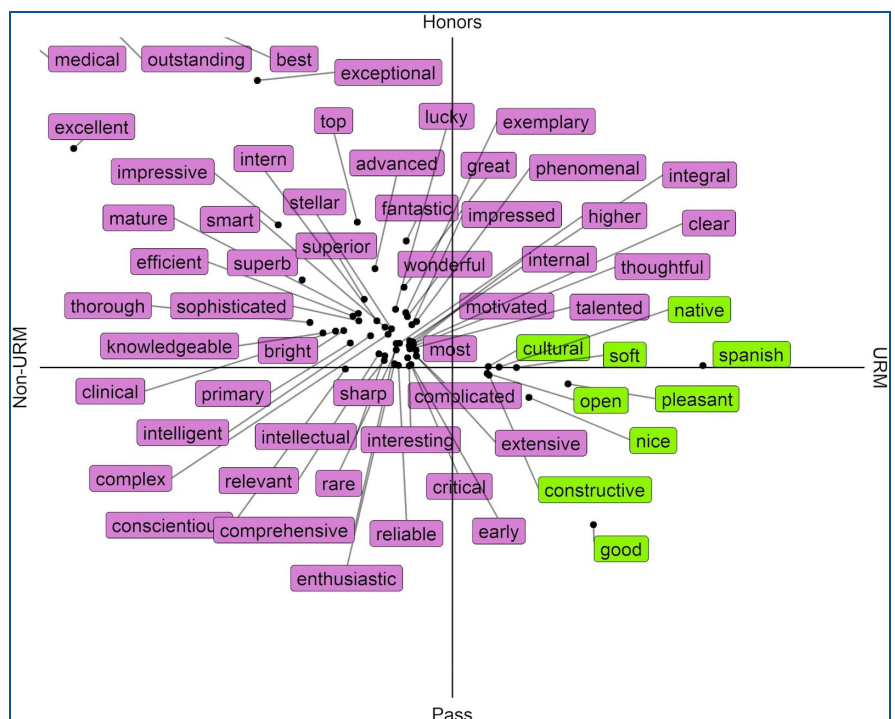 Honors
medical
outstanding
best
exceptional
excellent
top
lucky
exemplary
intern
advanced
great
phenomenal
impressive
integral
stellar
fantastic
mature
smart
impressed
higher
clear
superior
efficient
superb
wonderful
internal
thoughtful
thorough
sophisticated
motivated
talented
native
knowledgeable
bright
most
cultural
soft
spanish
Non-URM
URM
clinical
primary
sharp
complicated
open
pleasant
intelligent
intellectual
interesting
extensive
nice
complex
relevant
rare
critical
constructive
conscientiou
comprehensive
reliable
early
good
enthusiastic
Pass